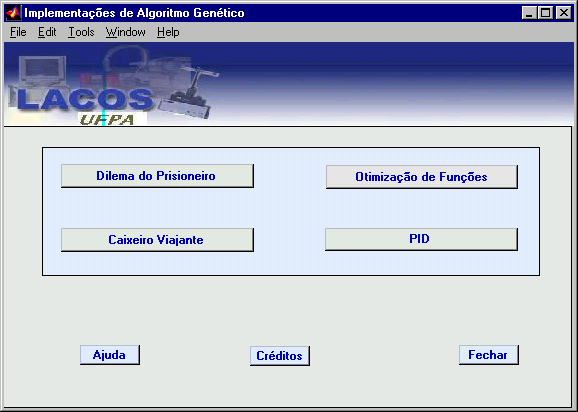 Implementações de Algoritmo Genético
File Edit Tools Window Help
LACOS
UFPA
Dilema do Prisioneiro
Otimização de Funções
Caixeiro Viajante
PID
Ajuda
Créditos
Fechar